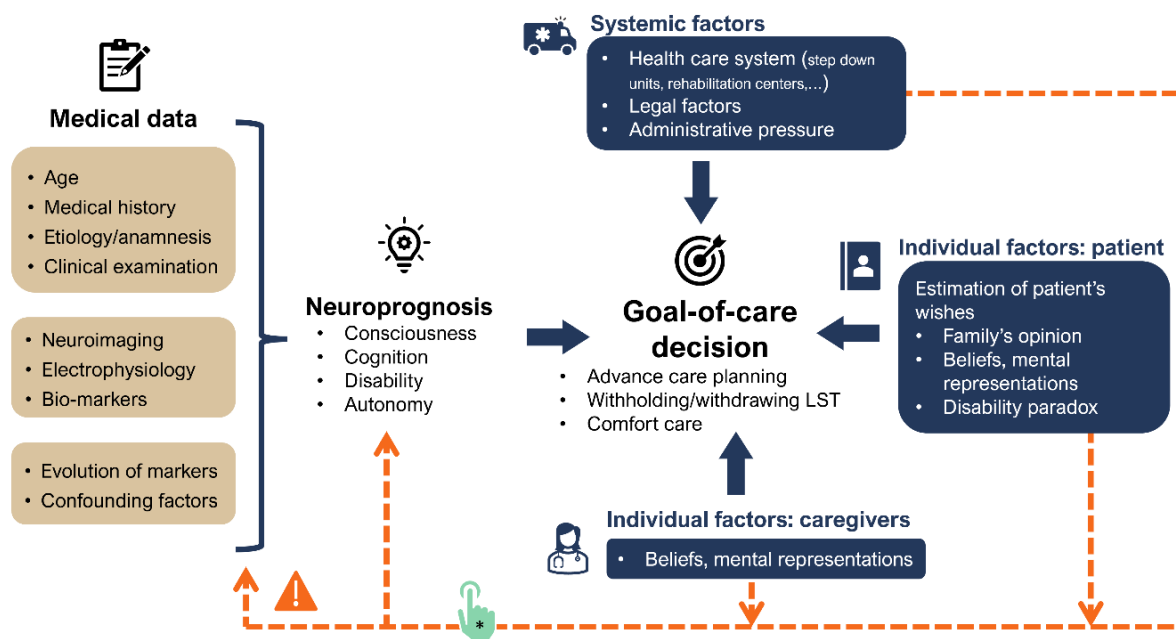 Medical data
• Age
• Medical history
• Etiology/anamnesis
• Clinical examination
• Neuroimaging
• Electrophysiology
• Bio-markers
• Evolution of markers
• Confounding factors
Neuroprognosis
• Consciousness
• Cognition
• Disability
• Autonomy
Systemic factors
• Health care system (step down
units, rehabilitation centers,...)
• Legal factors
• Administrative pressure
Goal-of-care
decision
• Advance care planning
• Withholding/withdrawing LST
• Comfort care
Individual factors: patient
Estimation of patient's
wishes
• Family's opinion
• Beliefs, mental
representations
• Disability paradox
Individual factors: caregivers
• Beliefs, mental representations
*